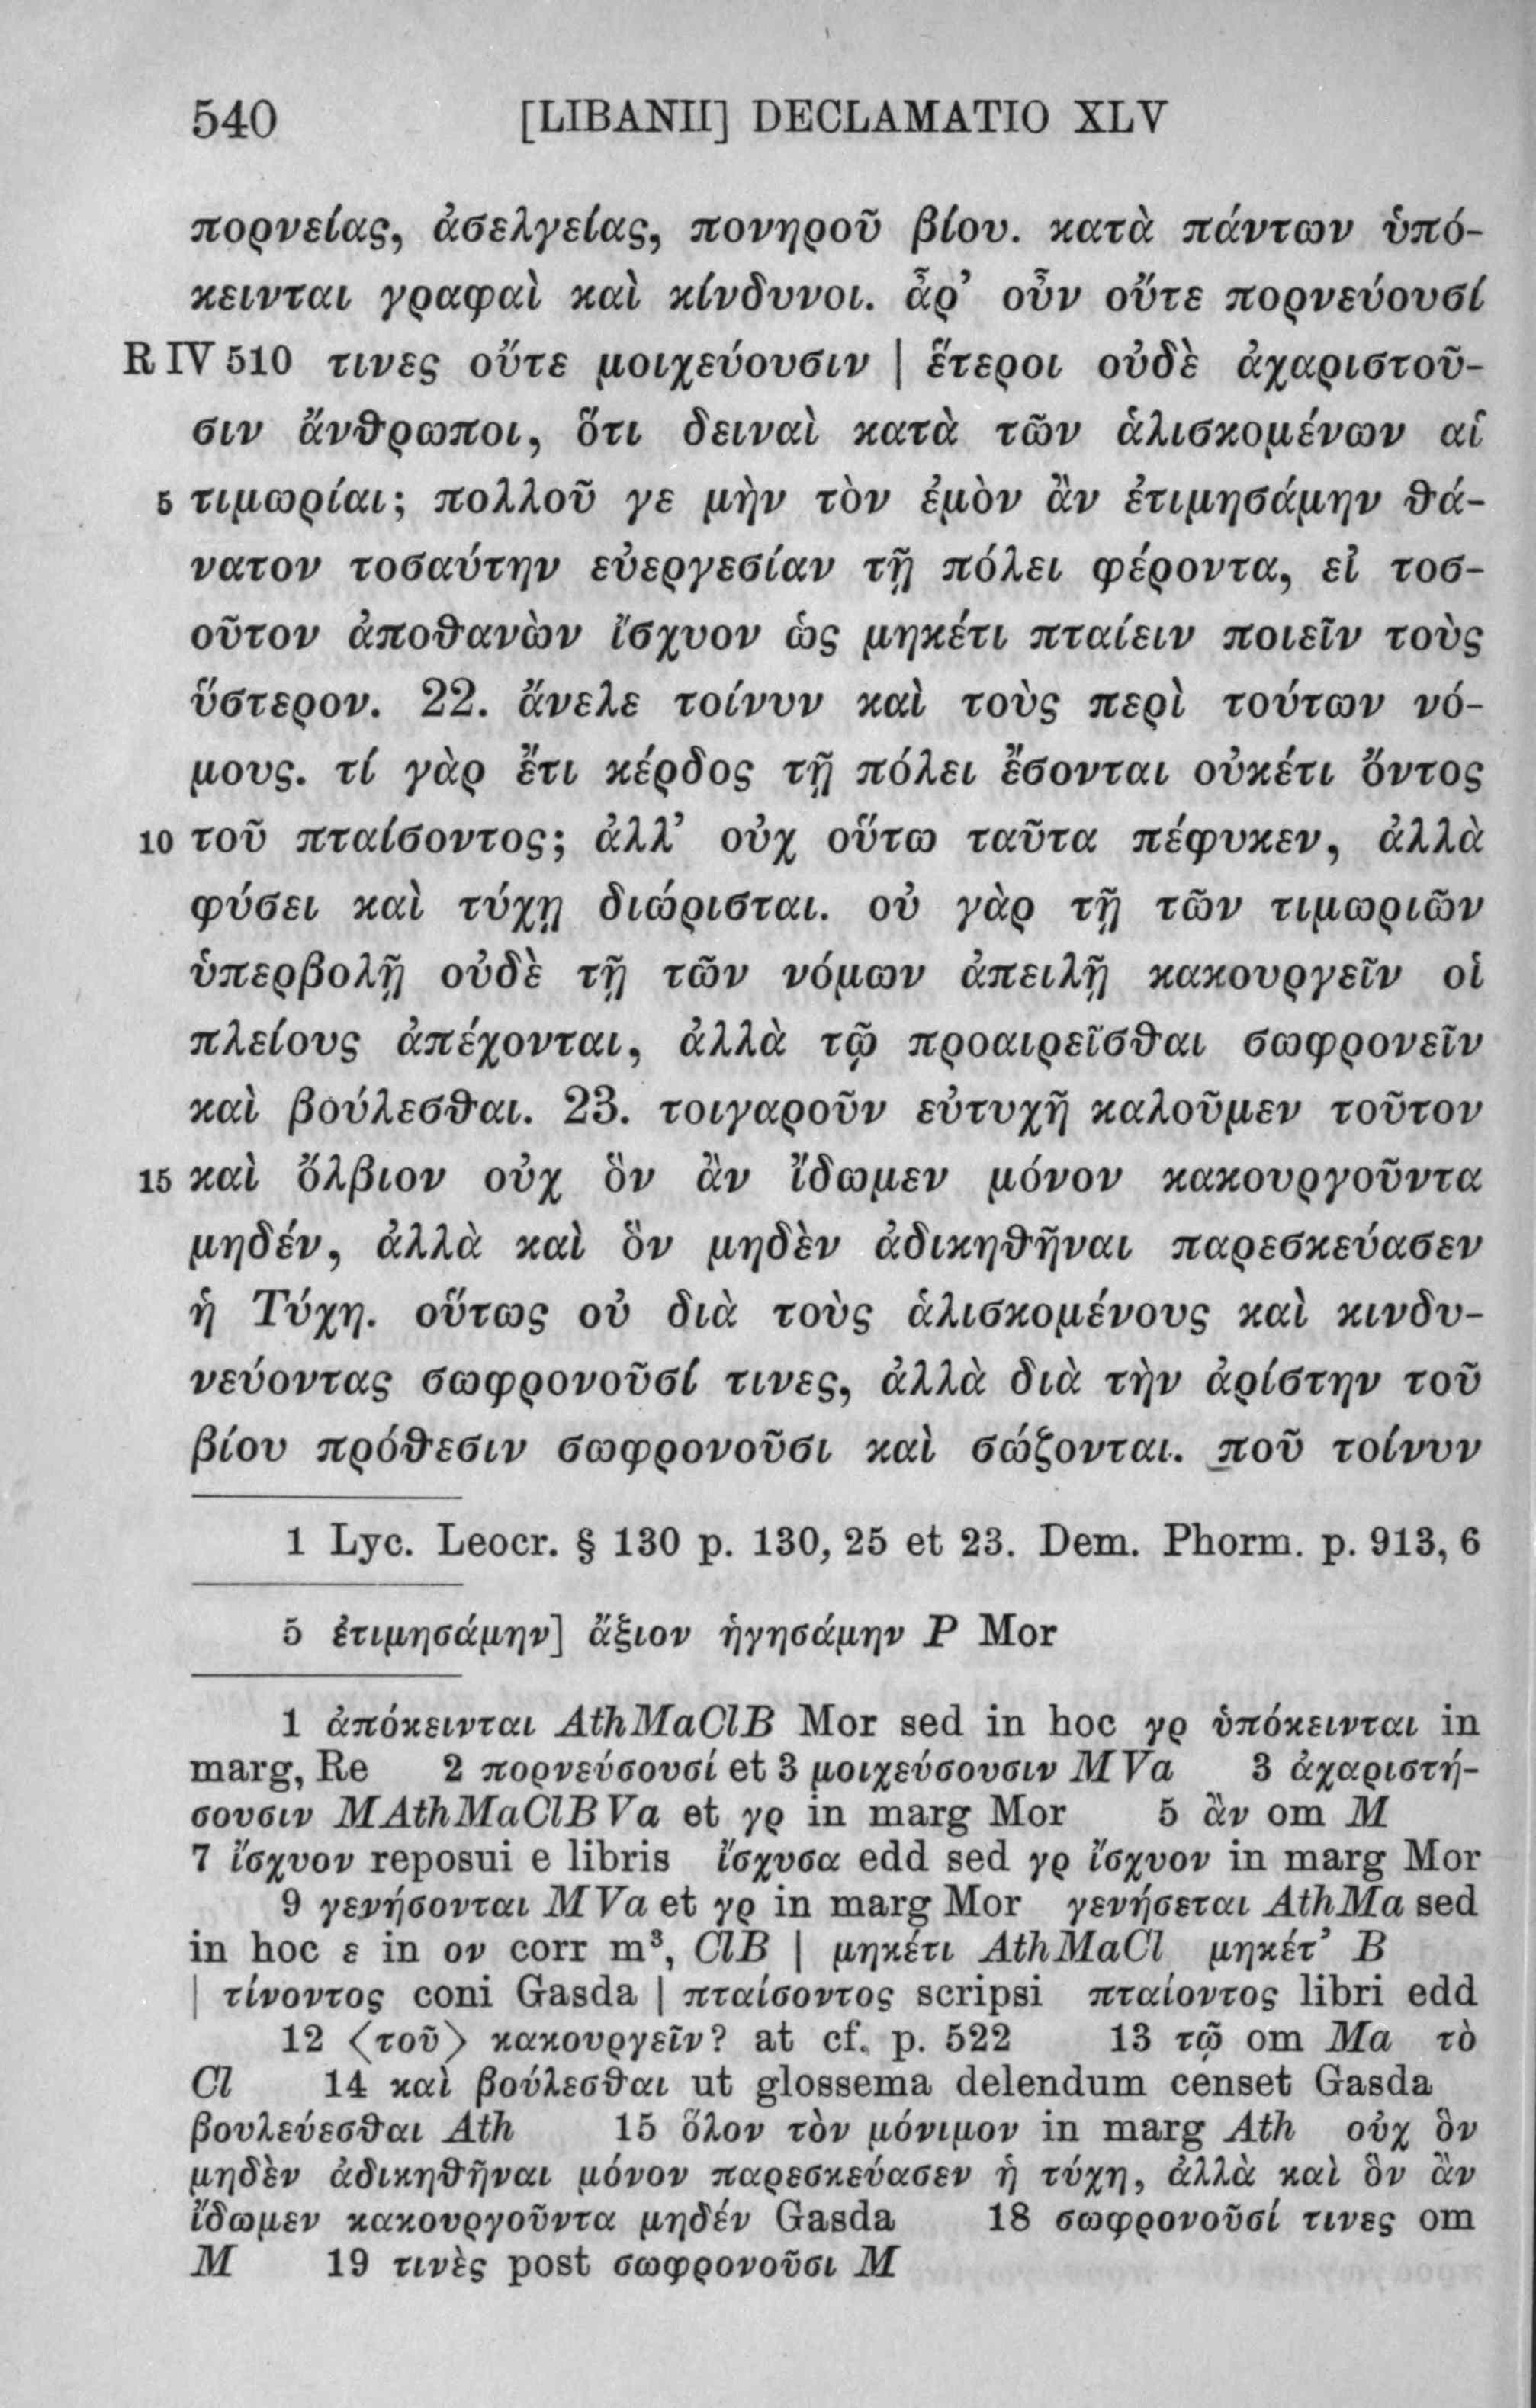 540 [LIBANII] DECLAMATIO XLV
πορνείας, ἀσελγείας, πονηροῦ βίου. κατὰ πάντων ὑπό-
κεινται γραφαὶ καὶ κίνδυνοι. ἆρ’ οὖν οὔτε πορνεύουσί
R IV 510 τινες οὔτε μοιχεύουσιν | ἕτεροι οὐδὲ ἀχαριστοῦ-
σιν ἄνθρωποι, ὅτι δειναὶ κατὰ τῶν ἁλισκομένων αἱ
5 τιμωρίαι; πολλοῦ γε μὴν τὸν ἐμὸν ἂν ἐτιμησάμην θά-
νατον τοσαύτην εὐεργεσίαν τῇ πόλει φέροντα, εἰ τοσ-
οῦτον ἀποθανὼν ἴσχυον ὡς μηκέτι πταίειν ποιεῖν τοὺς
ὕστερον. 22. ἄνελε τοίνυν καὶ τοὺς περὶ τούτων νό-
μους. τί γὰρ ἔτι κέρδος τῇ πόλει ἔσονται οὐκέτι ὄντος
10 τοῦ πταίσοντος; ἀλλ’ οὐχ οὕτω ταῦτα πέφυκεν, ἀλλὰ
φύσει καὶ τύχῃ διώρισται. οὐ γὰρ τῇ τῶν τιμωριῶν
ὑπερβολῇ οὐδὲ τῇ τῶν νόμων ἀπειλῇ κακουργεῖν οἱ
πλείους ἀπέχονται, ἀλλὰ τῷ προαιρεῖσθαι σωφρονεῖν
καὶ βούλεσθαι. 23. τοιγαροῦν εὐτυχῆ καλοῦμεν τοῦτον
15 καὶ ὄλβιον οὐχ ὃν ἂν ἴδωμεν μόνον κακουργοῦντα
μηδέν, ἀλλὰ καὶ ὃν μηδὲν ἀδικηθῆναι παρεσκεύασεν
ἡ Τύχη. οὕτως οὐ διὰ τοὺς ἁλισκομένους καὶ κινδυ-
νεύοντας σωφρονοῦσί τινες, ἀλλὰ διὰ τὴν ἀρίστην τοῦ
βίου πρόθεσιν σωφρονοῦσι καὶ σώζονται. ποῦ τοίνυν
1 Lyc. Leocr. § 130 p. 130, 25 et 23. Dem. Phorm. p. 913, 6
5 ἐτιμησάμην] ἄξιον ἡγησάμην P Mor
1 ἀπόκεινται AthMaClB Mor sed in hoc γρ ὑπόκεινται in
marg, Re 2 πορνεύσουσί et 3 μοιχεύσουσιν MVa 3 ἀχαριστή-
σουσιν MAthMaClBVa et γρ in marg Mor 5 ἂν om M
7 ἴσχυον reposui e libris ἴσχυσα edd sed γρ ἴσχυον in marg Mor
9 γενήσονται MVa et γρ in marg Mor γενήσεται AthMa sed
in hoc ε in ον corr m³, ClB | μηκέτι AthMaCl μηκέτ’ B
| τίνοντος coni Gasda | πταίσοντος scripsi πταίοντος libri edd
12 ⟨τοῦ⟩ κακουργεῖν? at cf. p. 522 13 τῷ om Ma τὸ
Cl 14 καὶ βούλεσθαι ut glossema delendum censet Gasda
βουλεύεσθαι Ath 15 ὅλον τὸν μόνιμον in marg Ath οὐχ ὃν
μηδὲν ἀδικηθῆναι μόνον παρεσκεύασεν ἡ τύχη, ἀλλὰ καὶ ὃν ἂν
ἴδωμεν κακουργοῦντα μηδέν Gasda 18 σωφρονοῦσί τινες om
M 19 τινὲς post σωφρονοῦσι M